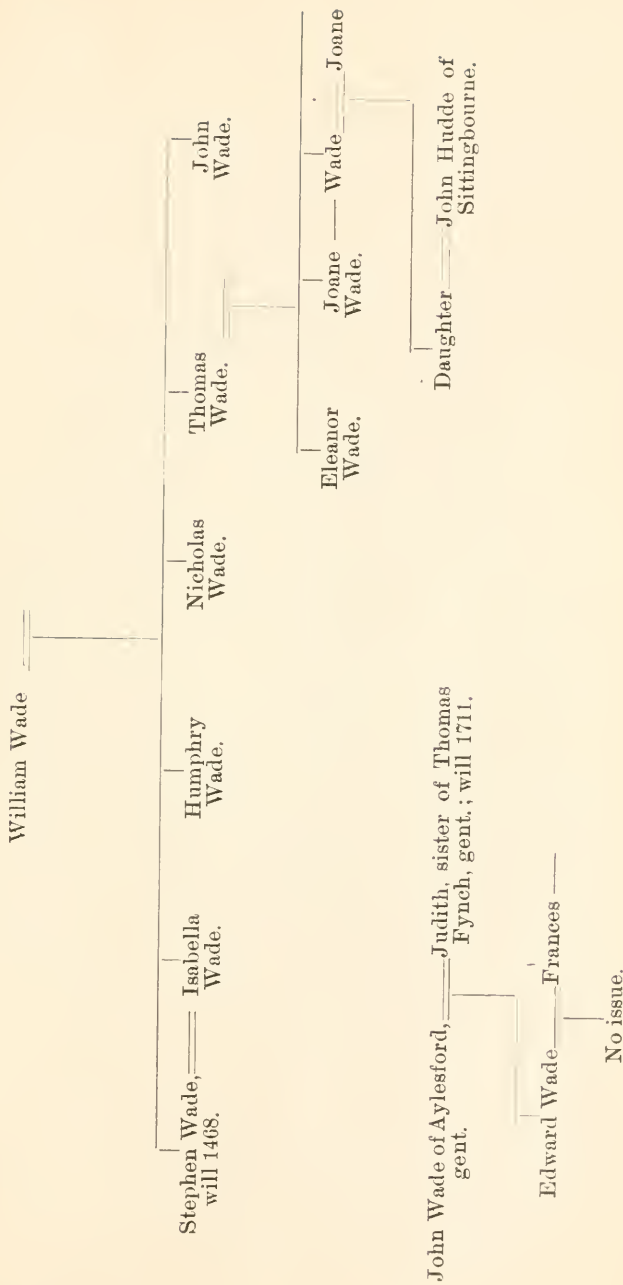 William Wade
Stephen Wade,
will 1468.
Isabella
Wade.
Humphry
Wade.
Nicholas
Wade.
Thomas
Wade.
John
Wade.
Eleanor
Wade.
Joane
Wade.
— Wade
Joane
Daughter
John Hudde of
Sittingbourne.
John Wade of Aylesford,
gent.
Judith, sister of Thomas
Fynch, gent.; will 1711.
Edward Wade
Frances —
No issue.